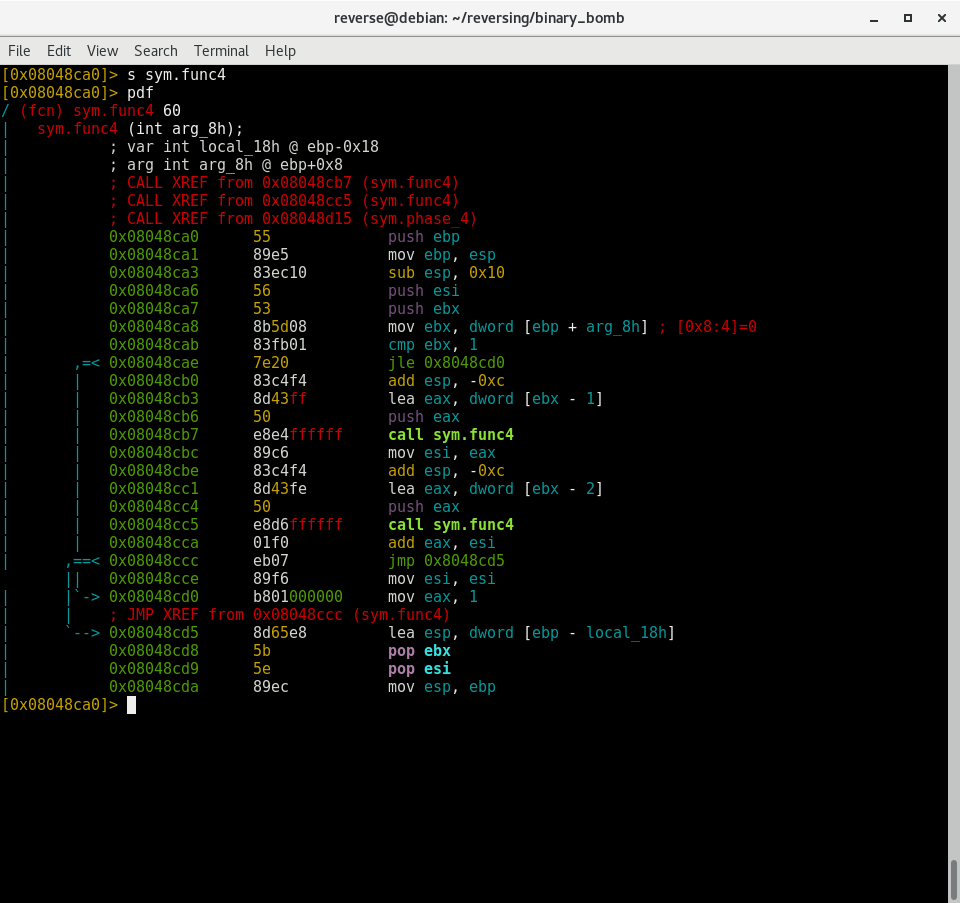 reverse@debian: ~/reversing/binary_bomb
File Edit View Search Terminal Help
[0x08048ca0]> s sym.func4
[0x08048ca0]> pdf
/ (fcn) sym.func4 60
|   sym.func4 (int arg_8h);
|           ; var int local_18h @ ebp-0x18
|           ; arg int arg_8h @ ebp+0x8
|           ; CALL XREF from 0x08048cb7 (sym.func4)
|           ; CALL XREF from 0x08048cc5 (sym.func4)
|           ; CALL XREF from 0x08048d15 (sym.phase_4)
|           0x08048ca0      55             push ebp
|           0x08048ca1      89e5           mov ebp, esp
|           0x08048ca3      83ec10         sub esp, 0x10
|           0x08048ca6      56             push esi
|           0x08048ca7      53             push ebx
|           0x08048ca8      8b5d08         mov ebx, dword [ebp + arg_8h] ; [0x8:4]=0
|           0x08048cab      83fb01         cmp ebx, 1
|       ,=< 0x08048cae      7e20           jle 0x8048cd0
|       |   0x08048cb0      83c4f4         add esp, -0xc
|       |   0x08048cb3      8d43ff         lea eax, dword [ebx - 1]
|       |   0x08048cb6      50             push eax
|       |   0x08048cb7      e8e4ffffff     call sym.func4
|       |   0x08048cbc      89c6           mov esi, eax
|       |   0x08048cbe      83c4f4         add esp, -0xc
|       |   0x08048cc1      8d43fe         lea eax, dword [ebx - 2]
|       |   0x08048cc4      50             push eax
|       |   0x08048cc5      e8d6ffffff     call sym.func4
|       |   0x08048cca      01f0           add eax, esi
|      ,==< 0x08048ccc      eb07           jmp 0x8048cd5
       ||   0x08048cce      89f6           mov esi, esi
|      |`-> 0x08048cd0      b801000000     mov eax, 1
|      |    ; JMP XREF from 0x08048ccc (sym.func4)
|      `--> 0x08048cd5      8d65e8         lea esp, dword [ebp - local_18h]
|           0x08048cd8      5b             pop ebx
|           0x08048cd9      5e             pop esi
|           0x08048cda      89ec           mov esp, ebp
[0x08048ca0]>